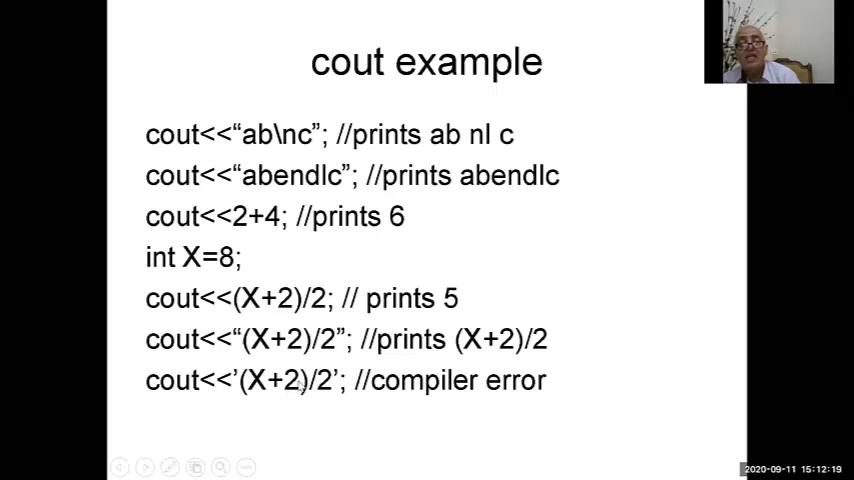 cout example
cout<<“ab\nc”; //prints ab nl c
cout<<“abendlc”; //prints abendlc
cout<<2+4; //prints 6
int X=8;
cout<<(X+2)/2; // prints 5
cout<<“(X+2)/2”; //prints (X+2)/2
cout<<’(X+2)/2’; //compiler error
2020-09-11 15:12:19